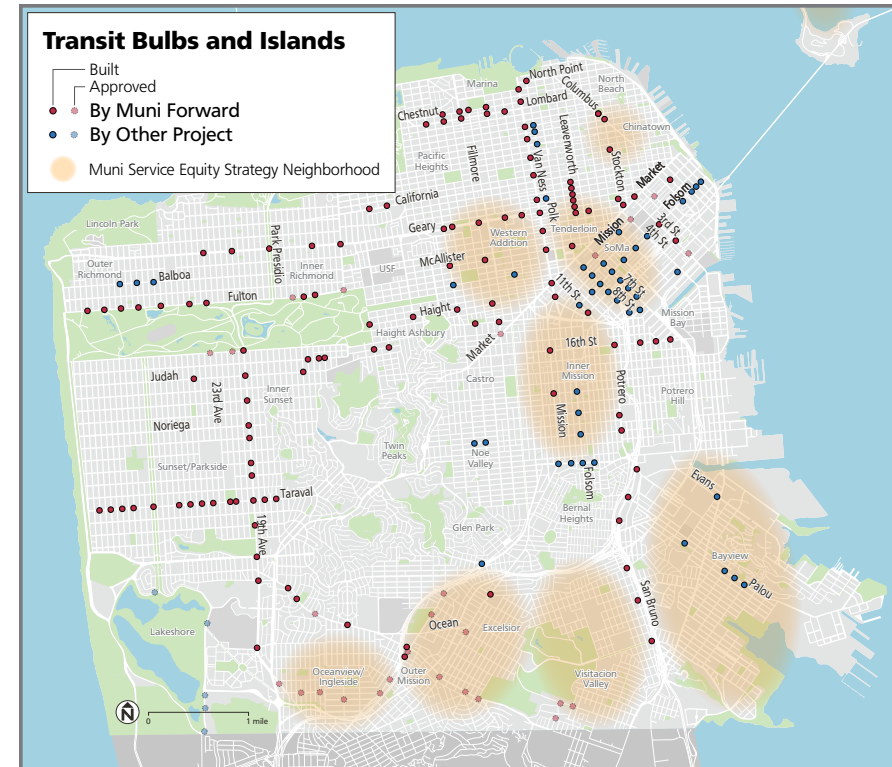 Transit Bulbs and Islands
Built
Approved
By Muni Forward
By Other Project
Muni Service Equity Strategy Neighborhood
North Point
Marina
North
Beach
Lombard
Columbus
Chestnut
Chinatown
Pacific
Heights
Fillmore
Van Ness
Polk
Leavenworth
Stockton
Market
Folsom
California
Lincoln Park
Geary
Western
Addition
Tenderloin
Mission
SoMa
3rd St
4th St
Park Presidio
Outer
Richmond
Balboa
Inner
Richmond
USF
McAllister
11th St
7th St
8th St
Fulton
Haight
Mission
Bay
Haight Ashbury
Market
16th St
Judah
23rd Ave
Inner
Sunset
Castro
Inner
Mission
Potrero
Potrero
Hill
Noriega
Mission
Twin
Peaks
Noe
Valley
Sunset/Parkside
Folsom
Evans
Taraval
19th Ave
Glen Park
Bernal
Heights
Bayview
Palou
San Bruno
Lakeshore
Ocean
Excelsior
Oceanview/
Ingleside
Outer
Mission
Visitacion
Valley
N
0
1 mile